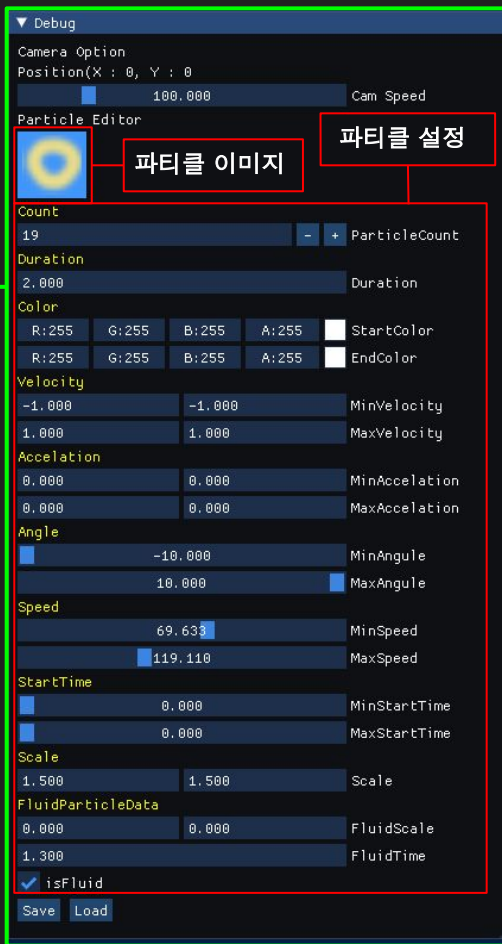 ▼ Debug
Camera Option
Position(X : 0, Y : 0
100.000 Cam Speed
Particle Editor
파티클 이미지
파티클 설정
Count
19 - + ParticleCount
Duration
2.000 Duration
Color
R:255 G:255 B:255 A:255 StartColor
R:255 G:255 B:255 A:255 EndColor
Velocity
-1.000 -1.000 MinVelocity
1.000 1.000 MaxVelocity
Accelation
0.000 0.000 MinAccelation
0.000 0.000 MaxAccelation
Angle
-10.000 MinAngule
10.000 MaxAngule
Speed
69.633 MinSpeed
119.110 MaxSpeed
StartTime
0.000 MinStartTime
0.000 MaxStartTime
Scale
1.500 1.500 Scale
FluidParticleData
0.000 0.000 FluidScale
1.300 FluidTime
isFluid
Save Load